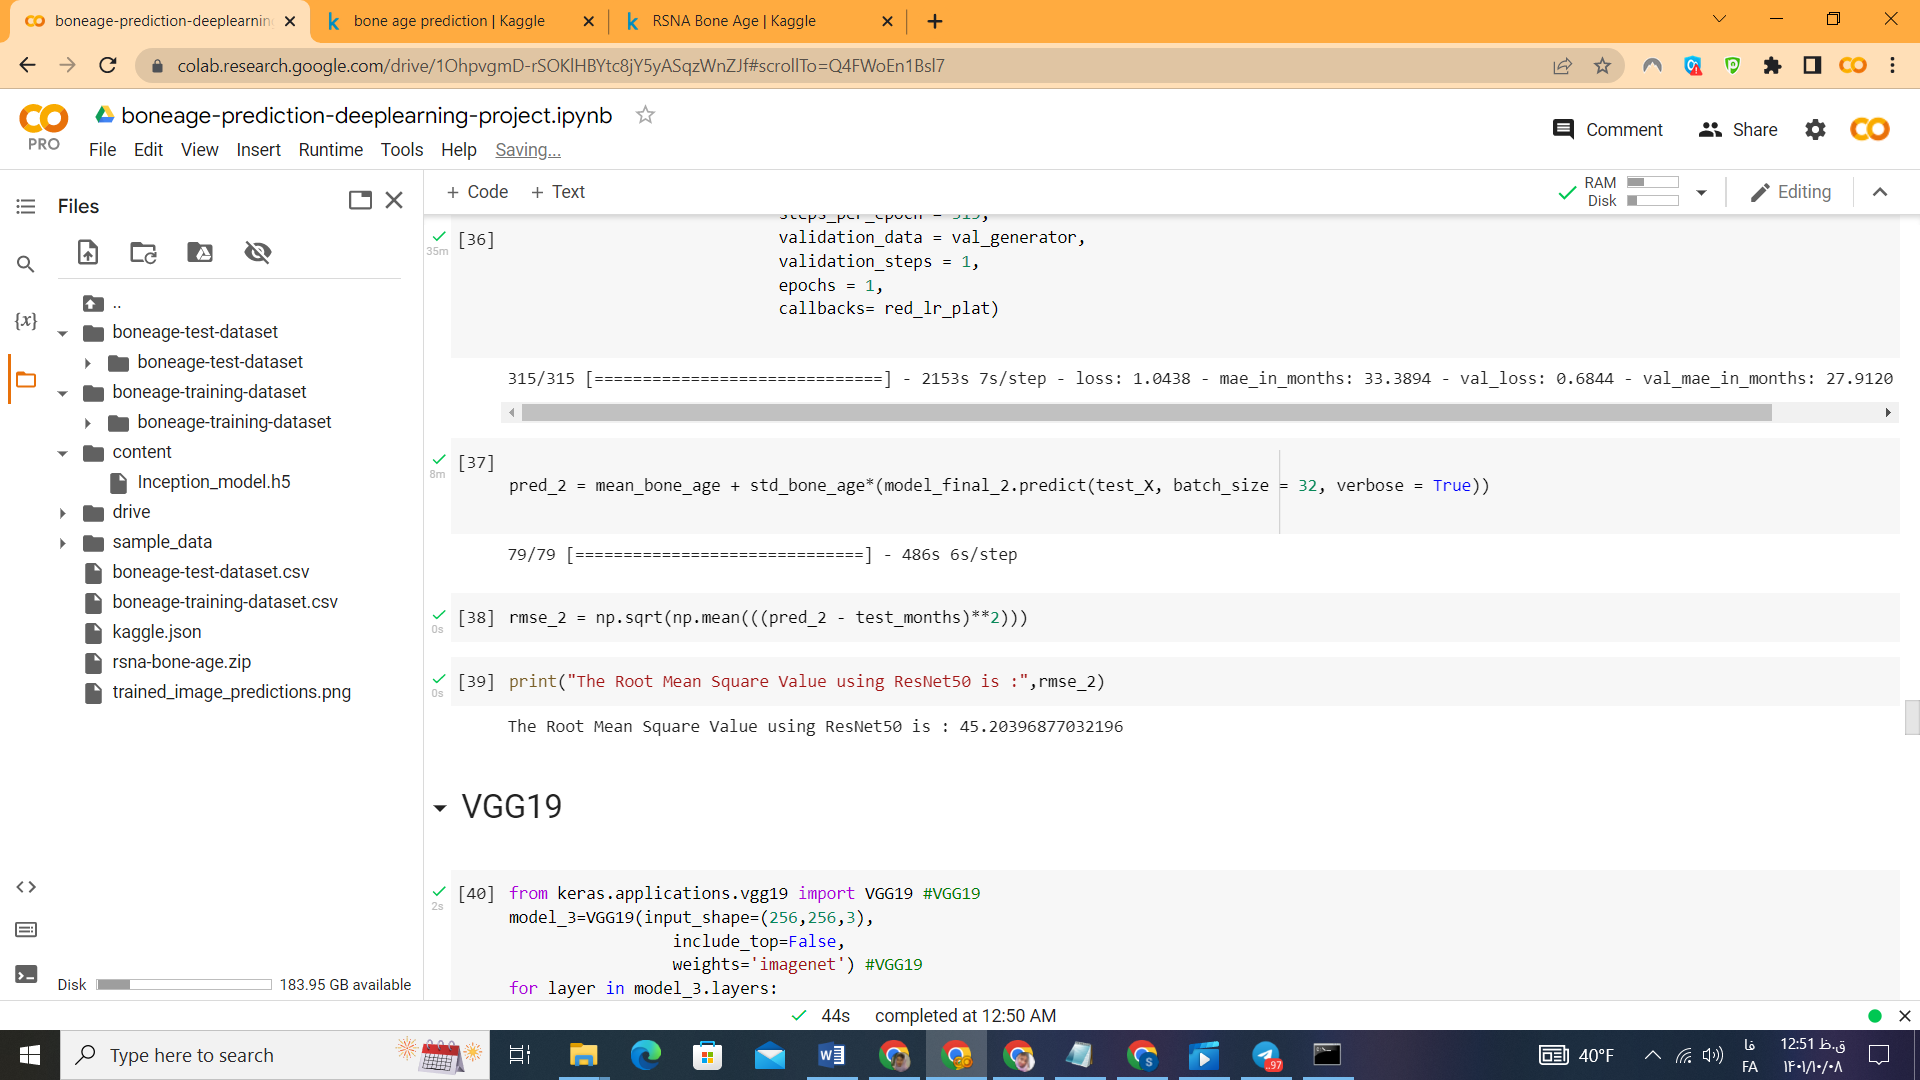 boneage-prediction-deeplearnin
bone age prediction | Kaggle
RSNA Bone Age | Kaggle
colab.research.google.com/drive/1OhpvgmD-rSOKlHBYtc8jY5yASqzWnZJf#scrollTo=Q4FWoEn1Bsl7
PRO
boneage-prediction-deeplearning-project.ipynb
File Edit View Insert Runtime Tools Help Saving...
Comment
Share
Files
+ Code + Text
RAM
Disk
Editing
..
boneage-test-dataset
boneage-test-dataset
boneage-training-dataset
boneage-training-dataset
content
Inception_model.h5
drive
sample_data
boneage-test-dataset.csv
boneage-training-dataset.csv
kaggle.json
rsna-bone-age.zip
trained_image_predictions.png
Disk 183.95 GB available
{x}
steps_per_epoch = 315,
35m [36] validation_data = val_generator,
validation_steps = 1,
epochs = 1,
callbacks= red_lr_plat)
315/315 [==============================] - 2153s 7s/step - loss: 1.0438 - mae_in_months: 33.3894 - val_loss: 0.6844 - val_mae_in_months: 27.9120
8m [37]
pred_2 = mean_bone_age + std_bone_age*(model_final_2.predict(test_X, batch_size = 32, verbose = True))
79/79 [==============================] - 486s 6s/step
0s [38] rmse_2 = np.sqrt(np.mean(((pred_2 - test_months)**2)))
0s [39] print("The Root Mean Square Value using ResNet50 is :",rmse_2)
The Root Mean Square Value using ResNet50 is : 45.20396877032196
VGG19
2s [40] from keras.applications.vgg19 import VGG19 #VGG19
model_3=VGG19(input_shape=(256,256,3),
include_top=False,
weights='imagenet') #VGG19
for layer in model_3.layers:
44s completed at 12:50 AM
Type here to search
..97
40°F
فا
FA
12:51 ق.ظ
۱۴۰۱/۱۰/۰۸